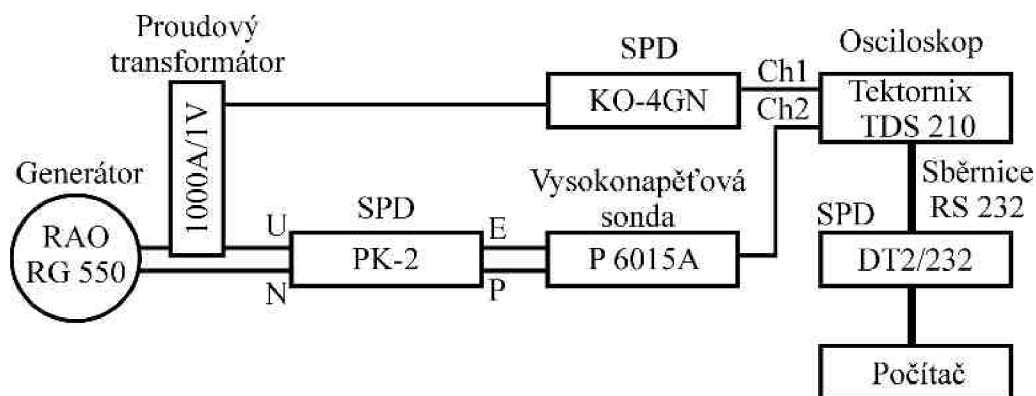 Proudový
transformátor
1000A/1V
Generátor
RAO
RG 550
U
N
SPD
PK-2
E
P
SPD
KO-4GN
Vysokonapěťová
sonda
P 6015A
Ch1
Ch2
Osciloskop
Tektornix
TDS 210
Sběrnice
RS 232
SPD
DT2/232
Počítač